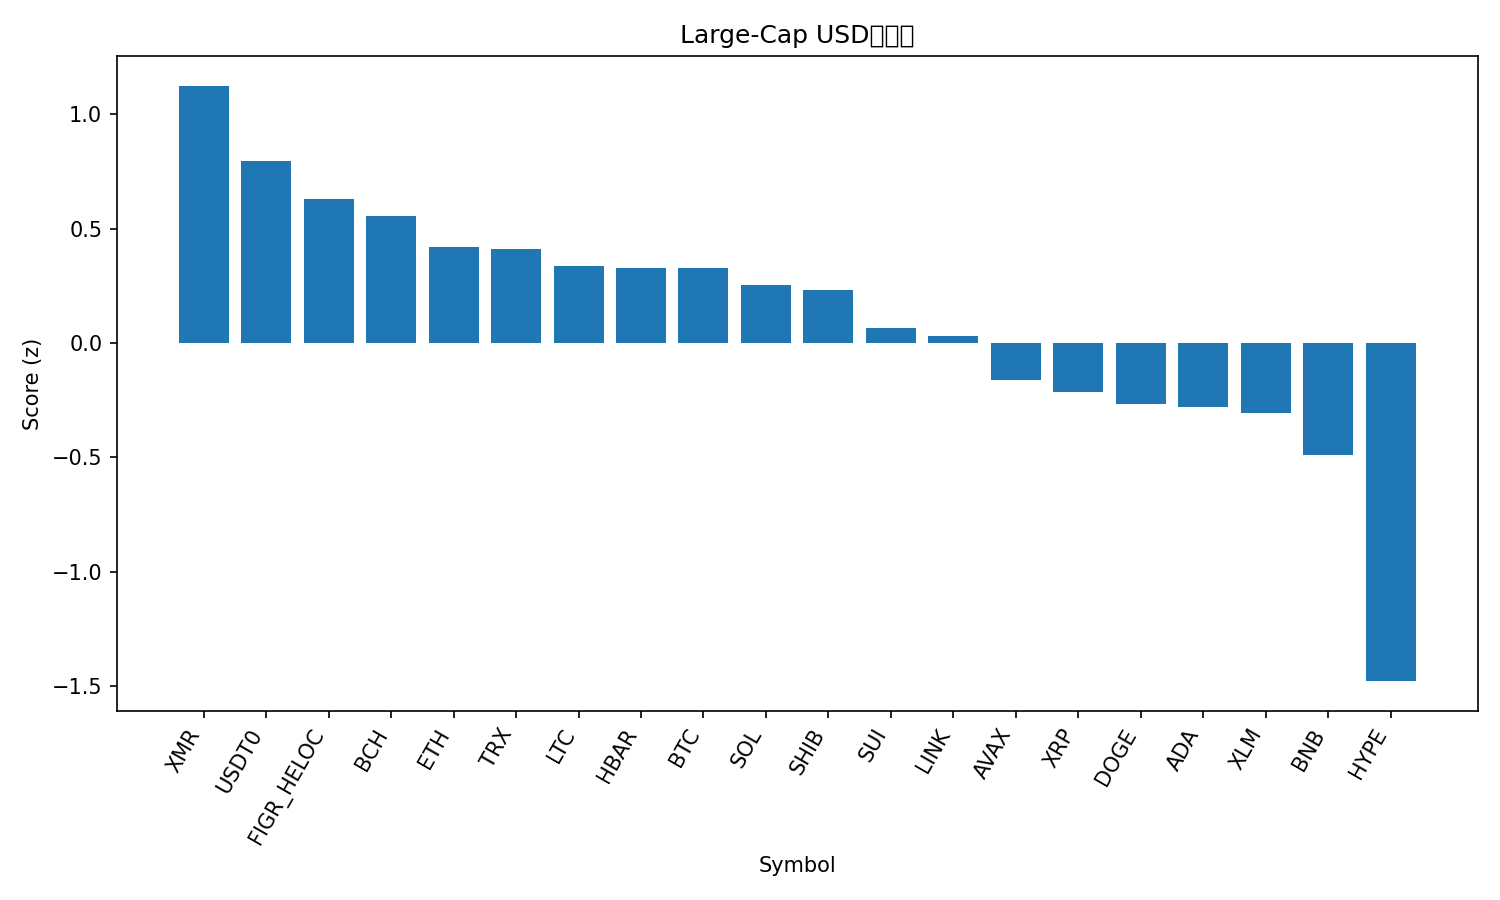 Large-Cap USD
Score (z)
1.0
0.5
0.0
−0.5
−1.0
−1.5
XMR
USDT0
FIGR_HELOC
BCH
ETH
TRX
LTC
HBAR
BTC
SOL
SHIB
SUI
LINK
AVAX
XRP
DOGE
ADA
XLM
BNB
HYPE
Symbol